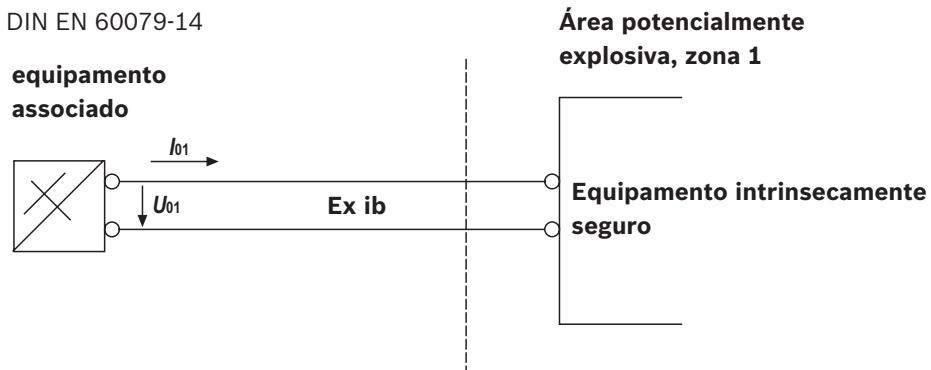 DIN EN 60079-14
Área potencialmente
explosiva, zona 1
equipamento
associado
I01
U01
Ex ib
Equipamento intrinsecamente
seguro